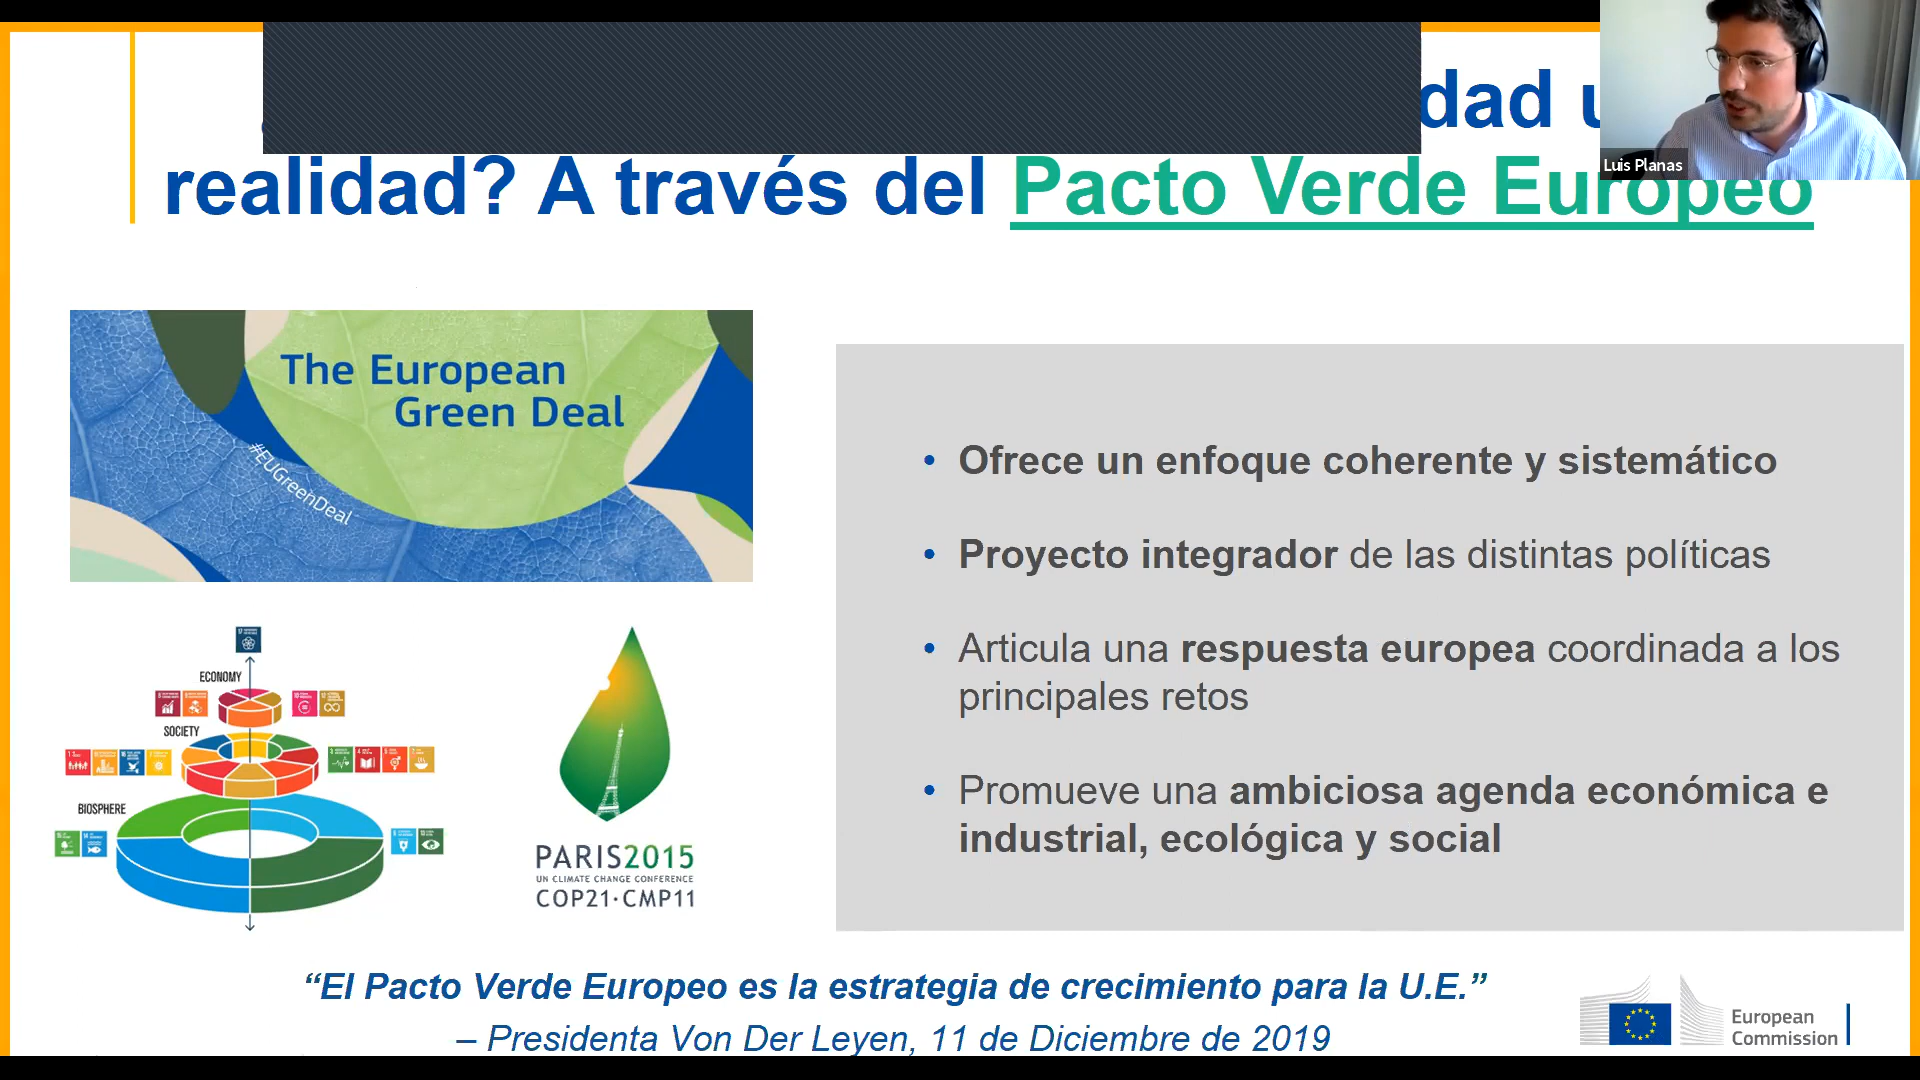 dad u
realidad? A través del Pacto Verde Europeo
Luis Planas
The European
Green Deal
#EUGreenDeal
• Ofrece un enfoque coherente y sistemático
• Proyecto integrador de las distintas políticas
• Articula una respuesta europea coordinada a los
principales retos
• Promueve una ambiciosa agenda económica e
industrial, ecológica y social
ECONOMY
SOCIETY
BIOSPHERE
PARIS2015
UN CLIMATE CHANGE CONFERENCE
COP21·CMP11
“El Pacto Verde Europeo es la estrategia de crecimiento para la U.E.”
– Presidenta Von Der Leyen, 11 de Diciembre de 2019
European
Commission